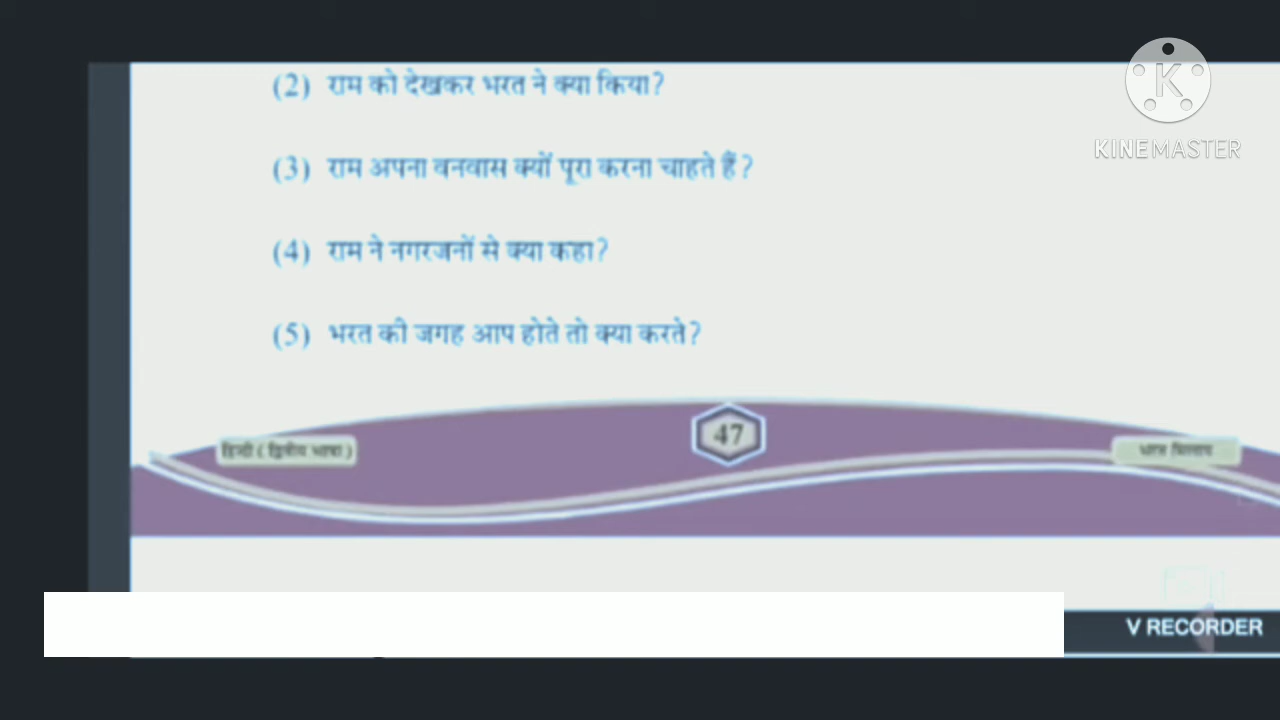 (2) राम को देखकर भरत ने क्या किया?
KINEMASTER
(3) राम अपना वनवास क्यों पूरा करना चाहते हैं?
(4) राम ने नगरजनों से क्या कहा?
(5) भरत की जगह आप होते तो क्या करते?
47
हिन्दी ( द्वितीय भाषा )
भरत मिलाप
V RECORDER